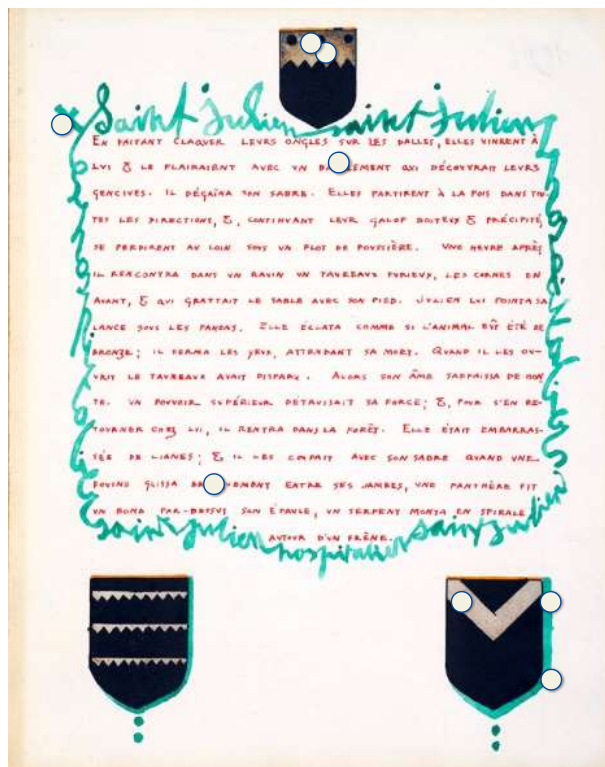 Saint Julien saint Julien
EN FAISANT CLAQUER LEURS ONGLES SUR LES DALLES, ELLES VINRENT À
LUI & LE FLAIRAIENT AVEC UN QUI DÉCOUVRAIT LEURS
GENCIVES. IL DÉGAÎNA SON SABRE. ELLES PARTIRENT À LA FOIS DANS TOU-
TES LES DIRECTIONS, &, CONTINUANT LEUR GALOP BOITEUX & PRÉCIPITÉ,
SE PERDIRENT AU LOIN SOUS UN FLOT DE POUSSIÈRE. UNE HEURE APRÈS
IL RENCONTRA DANS UN RAVIN UN TAUREAUX FURIEUX, LES CORNES EN
AVANT, & QUI GRATTAIT LE SABLE AVEC SON PIED. JULIEN LUI POINTA SA
LANCE SOUS LES FANONS. ELLE ÉCLATA COMME SI L'ANIMAL EÛT ÉTÉ DE
BRONZE; IL FERMA LES YEUX, ATTENDANT SA MORT. QUAND IL LES OU-
VRIT LE TAUREAUX AVAIT DISPARU. ALORS SON ÂME S'AFFAISSA DE HON
TE. UN POUVOIR SUPÉRIEUR DÉTRUISAIT SA FORCE; &, POUR S'EN RE-
TOURNER CHEZ LUI, IL RENTRA DANS LA FORÊT. ELLE ÉTAIT EMBARRAS-
SÉE DE LIANES; & IL LES COUPAIT AVEC SON SABRE QUAND UNE
FOUINE GLISSA ENTRE SES JAMBES, UNE PANTHÈRE FIT
UN BOND PAR-DESSUS SON ÉPAULE, UN SERPENT MONTA EN SPIRALE
AUTOUR D'UN FRÊNE.
saint Julien hospitalier saint Julien